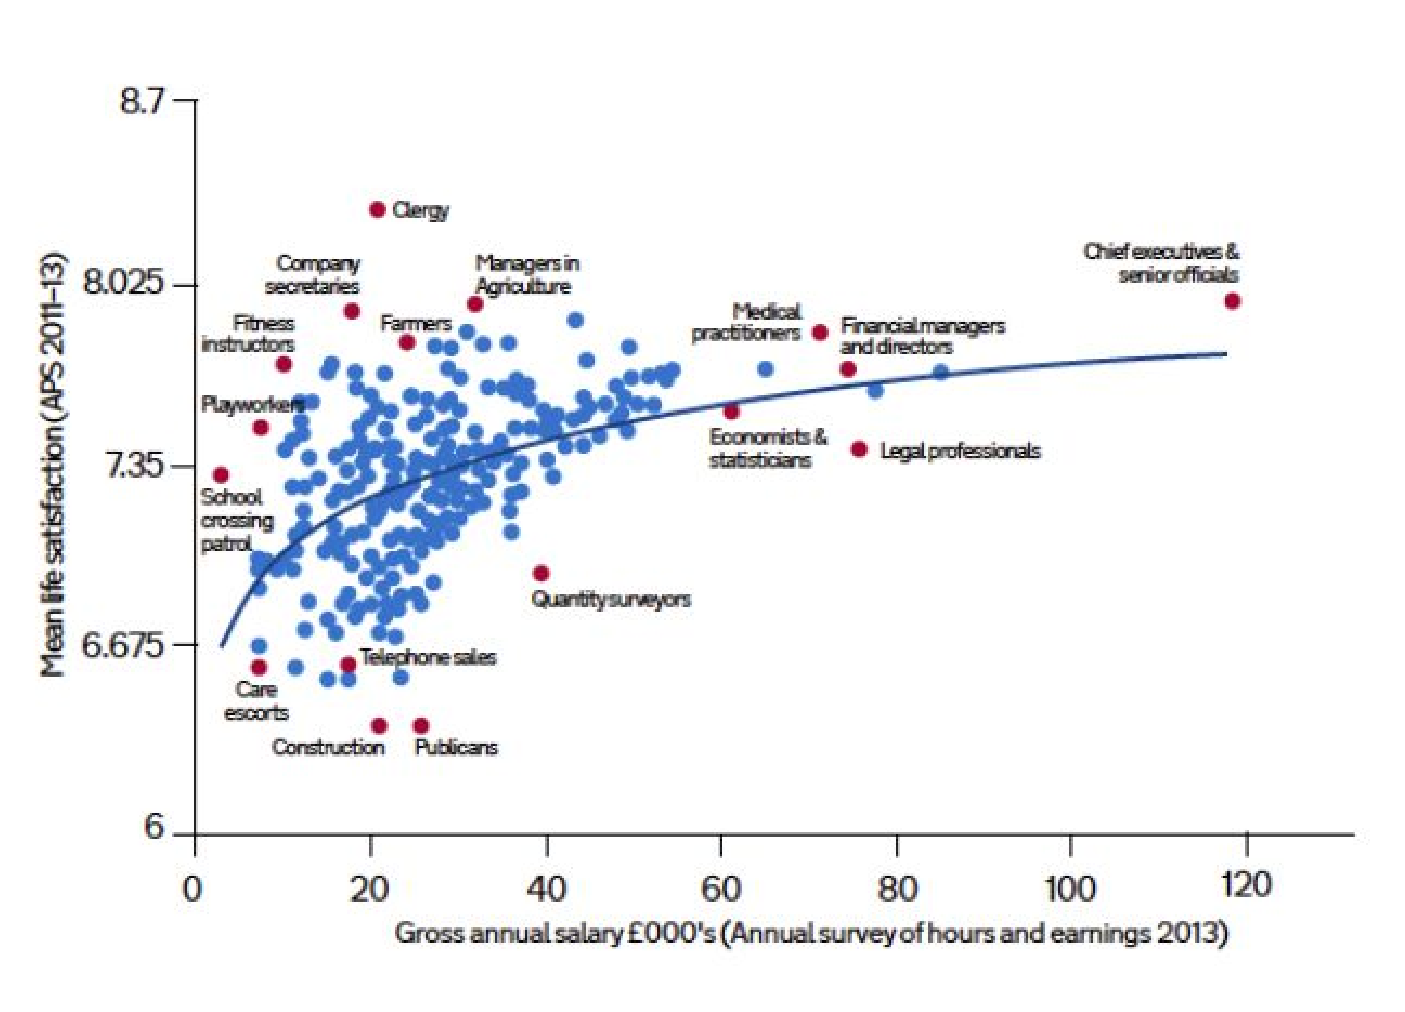 8.7
Clergy
Company
secretaries
Managers in
Agriculture
Chief executives &
senior officials
8.025
Fitness
instructors
Farmers
Medical
practitioners
Financial managers
and directors
Playworkers
Economists &
statisticians
Legal professionals
7.35
School
crossing
patrol
Quantity surveyors
6.675
Telephone sales
Care
escorts
Construction
Publicans
6
Mean life satisfaction (APS 2011–13)
0 20 40 60 80 100 120
Gross annual salary £000's (Annual survey of hours and earnings 2013)